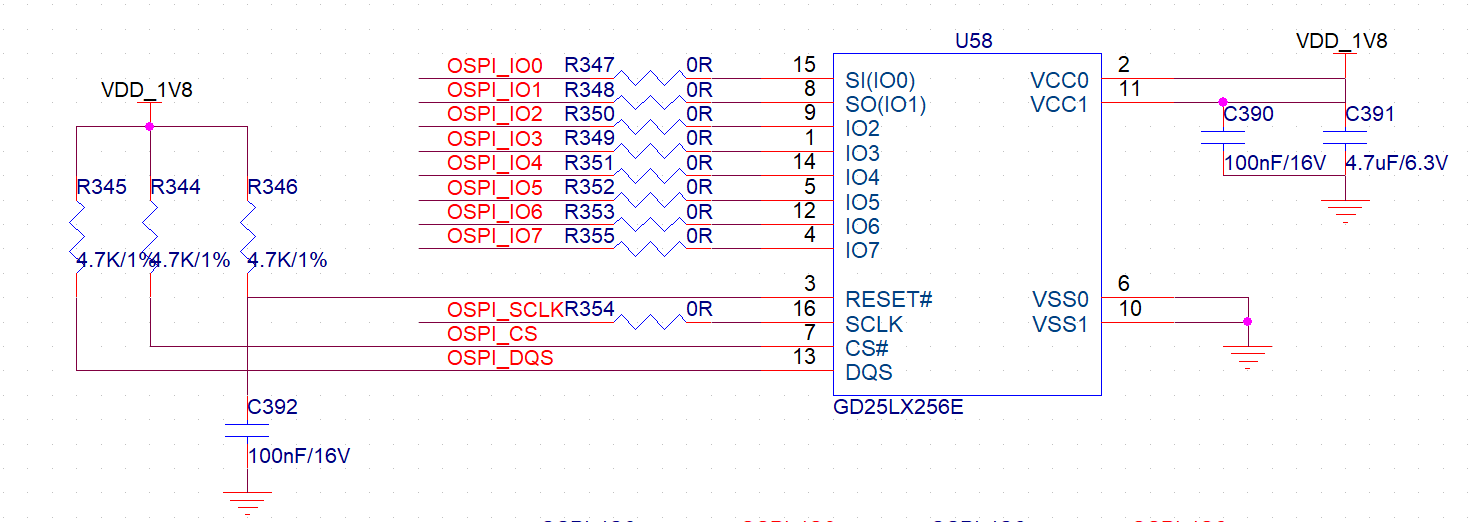 U58
VDD_1V8
VDD_1V8
OSPI_IO0 R347 0R 15 SI(IO0) VCC0 2
OSPI_IO1 R348 0R 8 SO(IO1) VCC1 11
OSPI_IO2 R350 0R 9 IO2 C390 C391
OSPI_IO3 R349 0R 1 IO3 100nF/16V 4.7uF/6.3V
OSPI_IO4 R351 0R 14 IO4
R345 R344 R346 OSPI_IO5 R352 0R 5 IO5
OSPI_IO6 R353 0R 12 IO6
OSPI_IO7 R355 0R 4 IO7
4.7K/1% 4.7K/1% 4.7K/1%
3 RESET# VSS0 6
OSPI_SCLK R354 0R 16 SCLK VSS1 10
OSPI_CS 7 CS#
OSPI_DQS 13 DQS
C392 GD25LX256E
100nF/16V